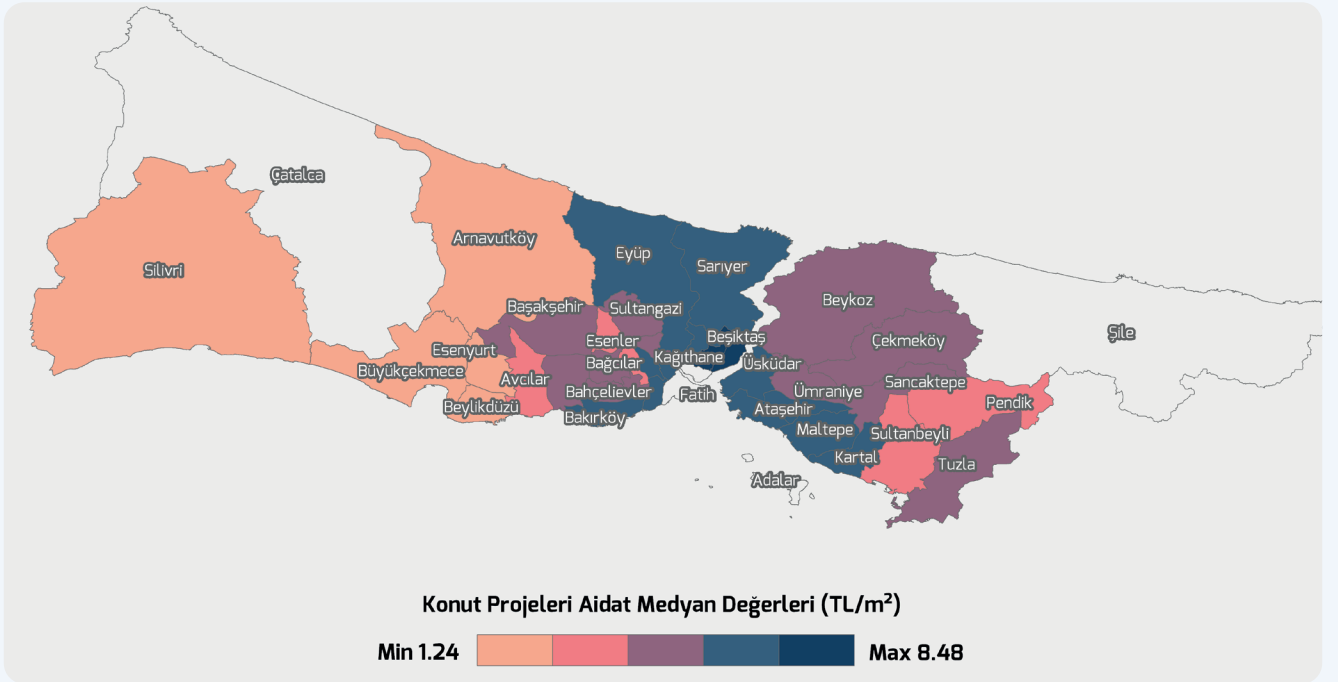 Çatalca
Silivri
Arnavutköy
Eyüp
Sarıyer
Beykoz
Şile
Başakşehir
Sultangazi
Beşiktaş
Çekmeköy
Esenyurt
Esenler
Kağıthane
Üsküdar
Bağcılar
Büyükçekmece
Avcılar
Sancaktepe
Bahçelievler
Ümraniye
Fatih
Pendik
Beylikdüzü
Ataşehir
Bakırköy
Maltepe
Sultanbeyli
Kartal
Tuzla
Adalar
Konut Projeleri Aidat Medyan Değerleri (TL/m²)
Min 1.24 Max 8.48